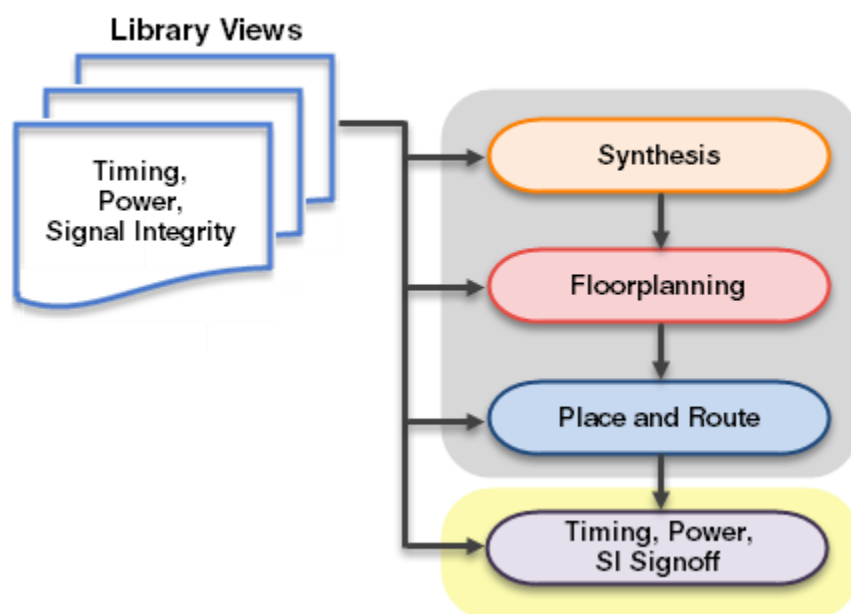 Library Views
Timing,
Power,
Signal Integrity
Synthesis
Floorplanning
Place and Route
Timing, Power,
SI Signoff